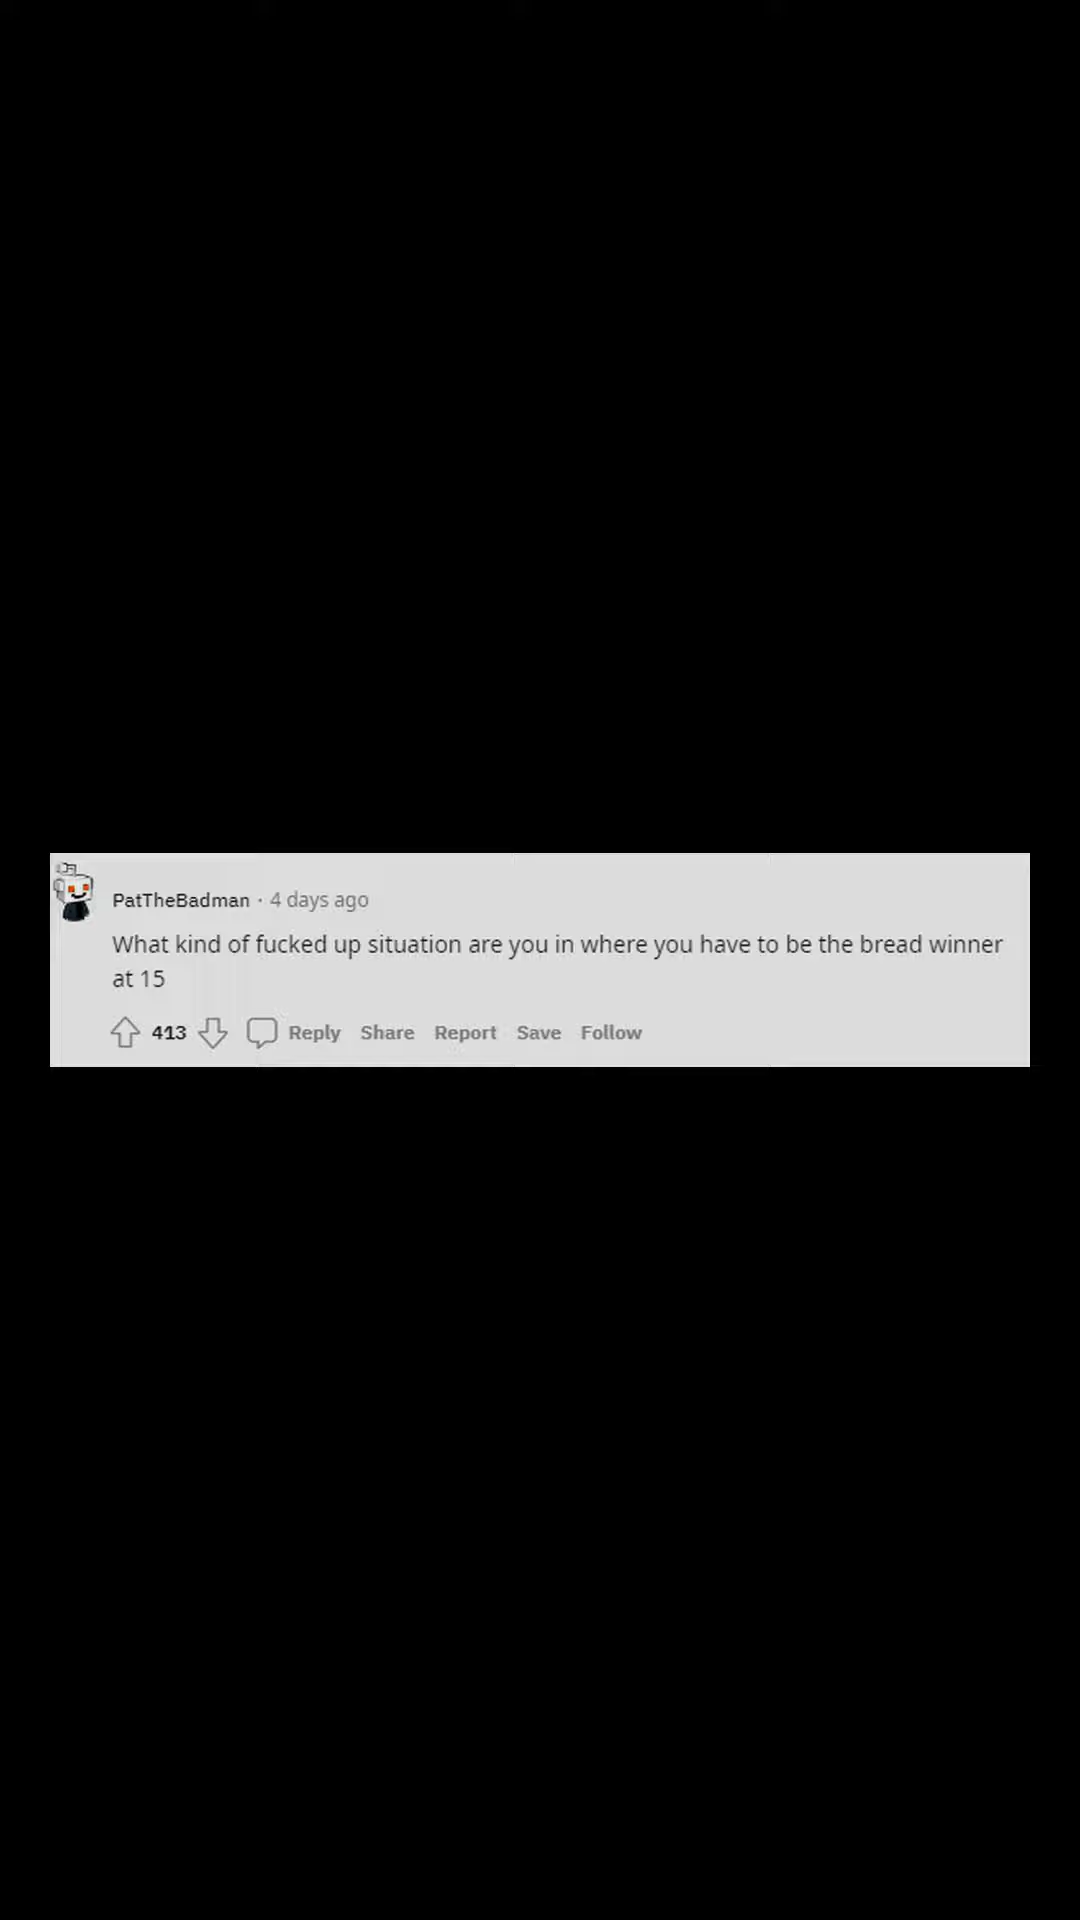 PatTheBadman · 4 days ago
What kind of fucked up situation are you in where you have to be the bread winner
at 15
413 Reply Share Report Save Follow